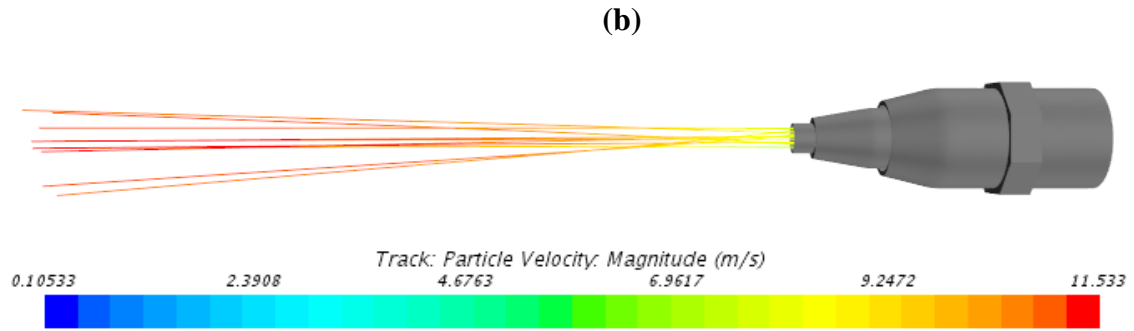 (b)
Track: Particle Velocity: Magnitude (m/s)
0.10533 2.3908 4.6763 6.9617 9.2472 11.533